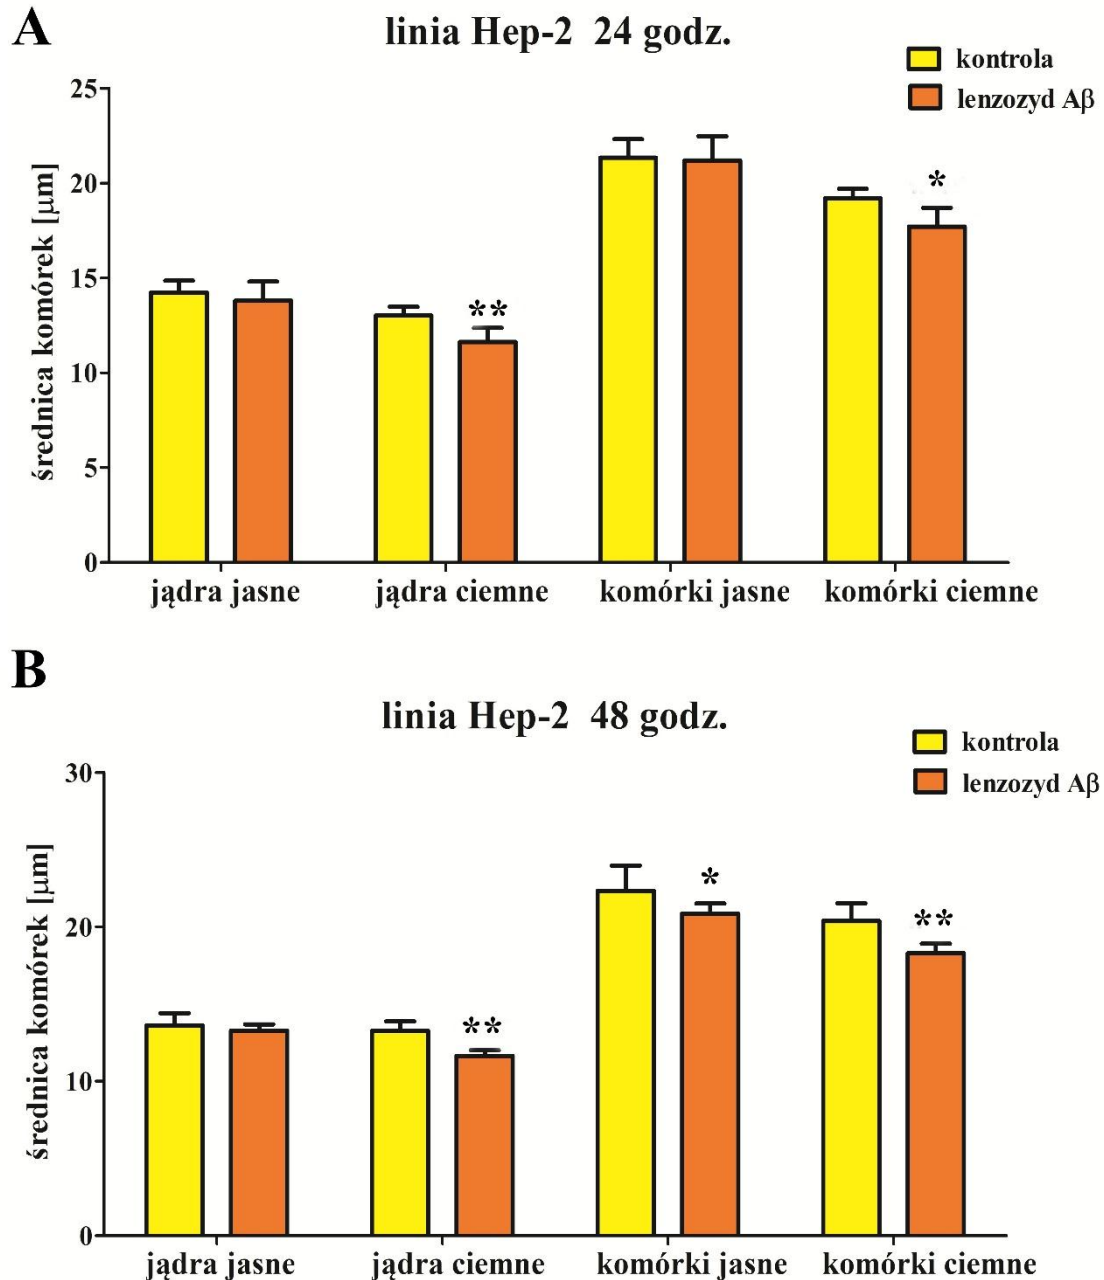 A
linia Hep-2 24 godz.
kontrola
lenzozyd Aβ
średnica komórek [μm]
25
20
15
10
5
0
**
*
jądra jasne
jądra ciemne
komórki jasne
komórki ciemne
B
linia Hep-2 48 godz.
kontrola
lenzozyd Aβ
średnica komórek [μm]
30
20
10
0
**
*
**
jądra jasne
jądra ciemne
komórki jasne
komórki ciemne